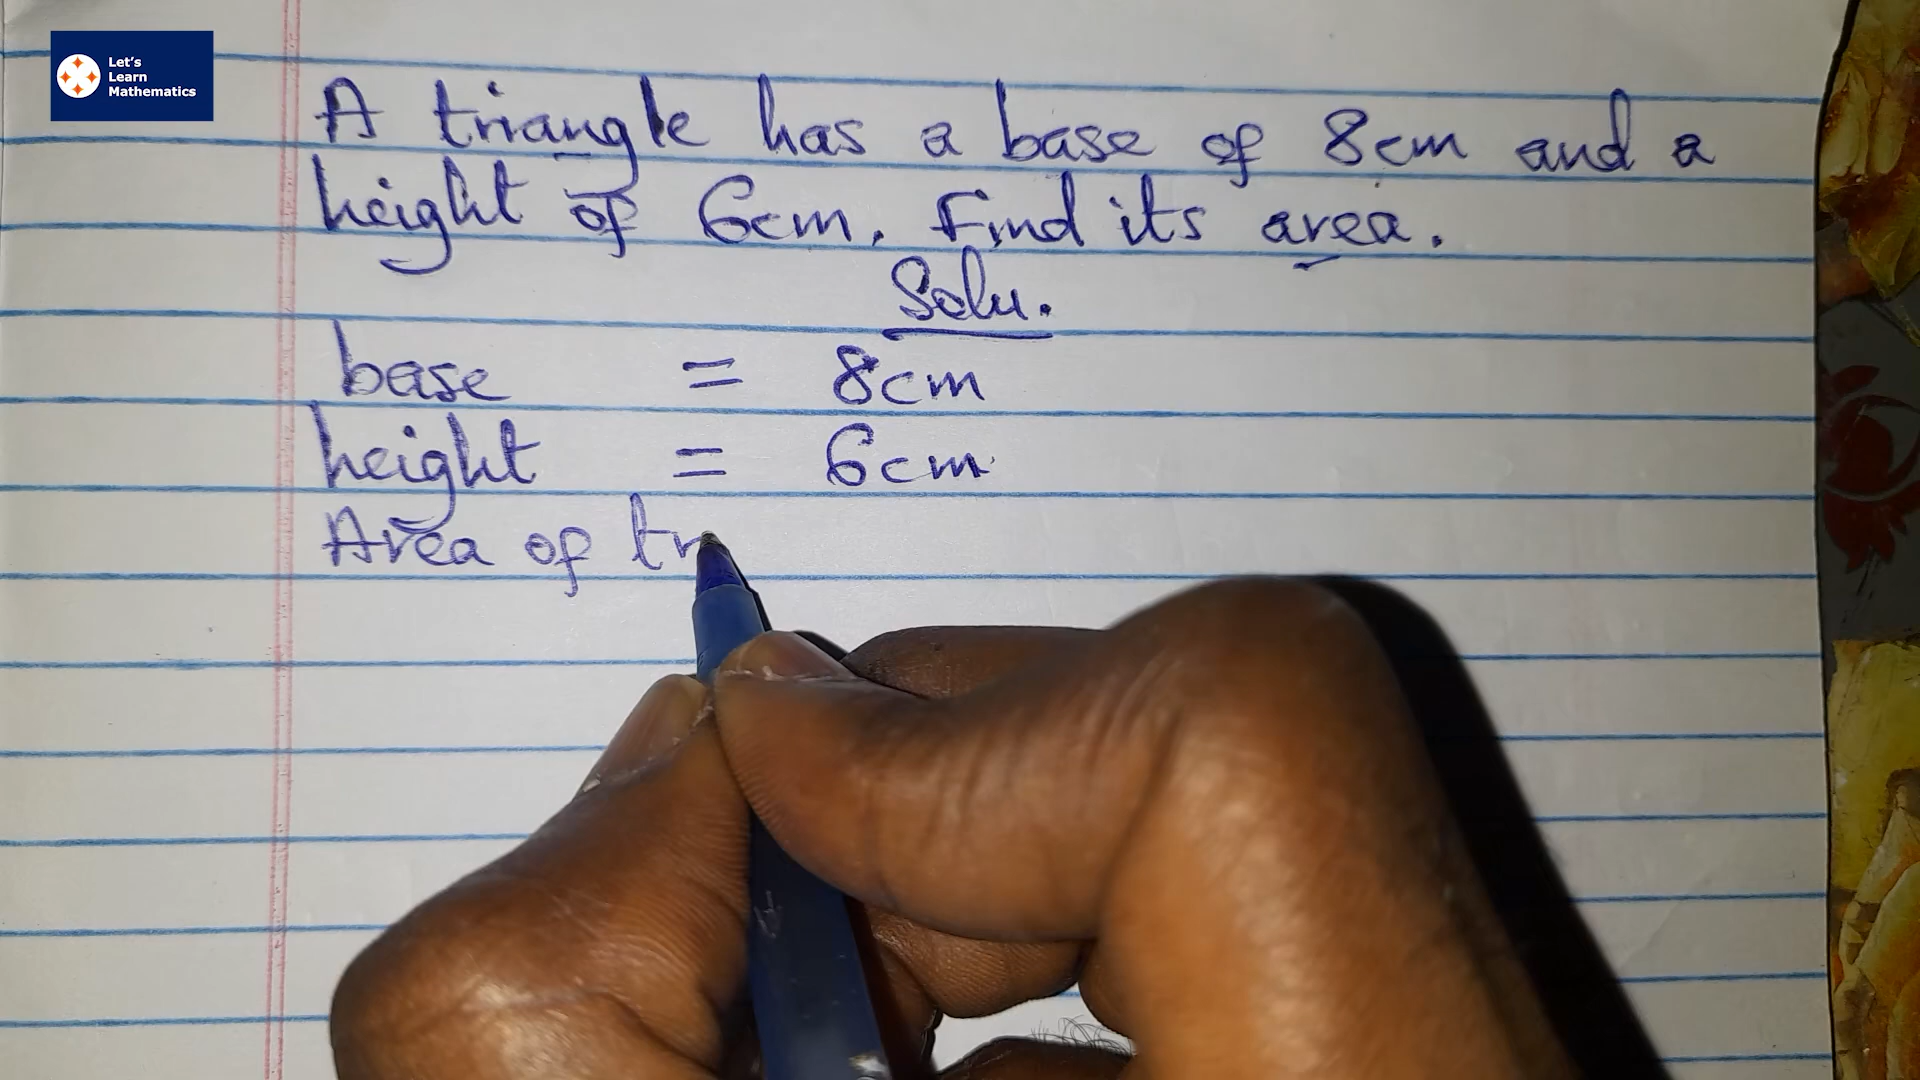 Let's
Learn
Mathematics
A triangle has a base of 8cm and a
height of 6cm. Find its area.
Solu.
base = 8cm
height = 6cm
Area of tr